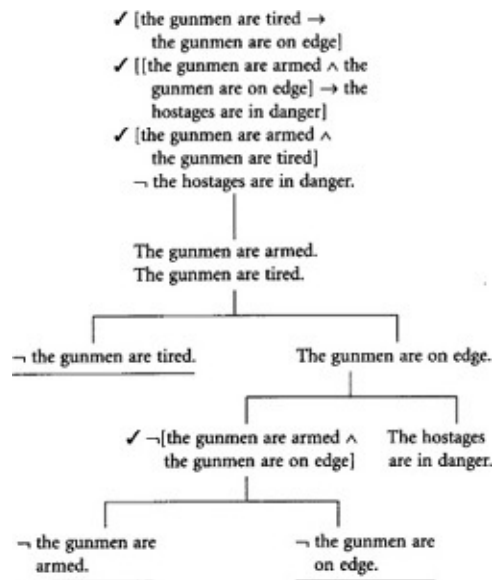 ✓ [the gunmen are tired →
the gunmen are on edge]
✓ [[the gunmen are armed ∧ the
gunmen are on edge] → the
hostages are in danger]
✓ [the gunmen are armed ∧
the gunmen are tired]
¬ the hostages are in danger.
The gunmen are armed.
The gunmen are tired.
¬ the gunmen are tired.
The gunmen are on edge.
✓ ¬[the gunmen are armed ∧
the gunmen are on edge]
The hostages
are in danger.
¬ the gunmen are
armed.
¬ the gunmen are
on edge.